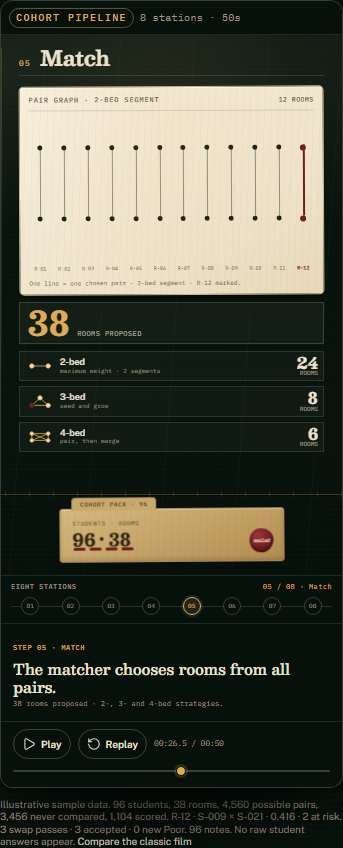 COHORT PIPELINE 8 stations · 50s
05 Match
PAIR GRAPH · 2-BED SEGMENT 12 ROOMS
R-01 R-02 R-03 R-04 R-05 R-06 R-07 R-08 R-09 R-10 R-11 R-12
One line = one chosen pair · 2-bed segment · R-12 marked.
38 ROOMS PROPOSED
2-bed
maximum weight · 2 segments
24
ROOMS
3-bed
seed and grow
8
ROOMS
4-bed
pair, then merge
6
ROOMS
COHORT PACK · 96
STUDENTS · ROOMS
96·38
sealed
EIGHT STATIONS 05 / 08 · Match
01 02 03 04 05 06 07 08
STEP 05 · MATCH
The matcher chooses rooms from all
pairs.
38 rooms proposed · 2-, 3- and 4-bed strategies.
Play Replay 00:26.5 / 00:50
Illustrative sample data. 96 students, 38 rooms, 4,560 possible pairs,
3,456 never compared, 1,104 scored. R-12 · S-009 × S-021 · 0.416 · 2 at risk.
3 swap passes · 3 accepted · 0 new Poor. 96 notes. No raw student
answers appear. Compare the classic film